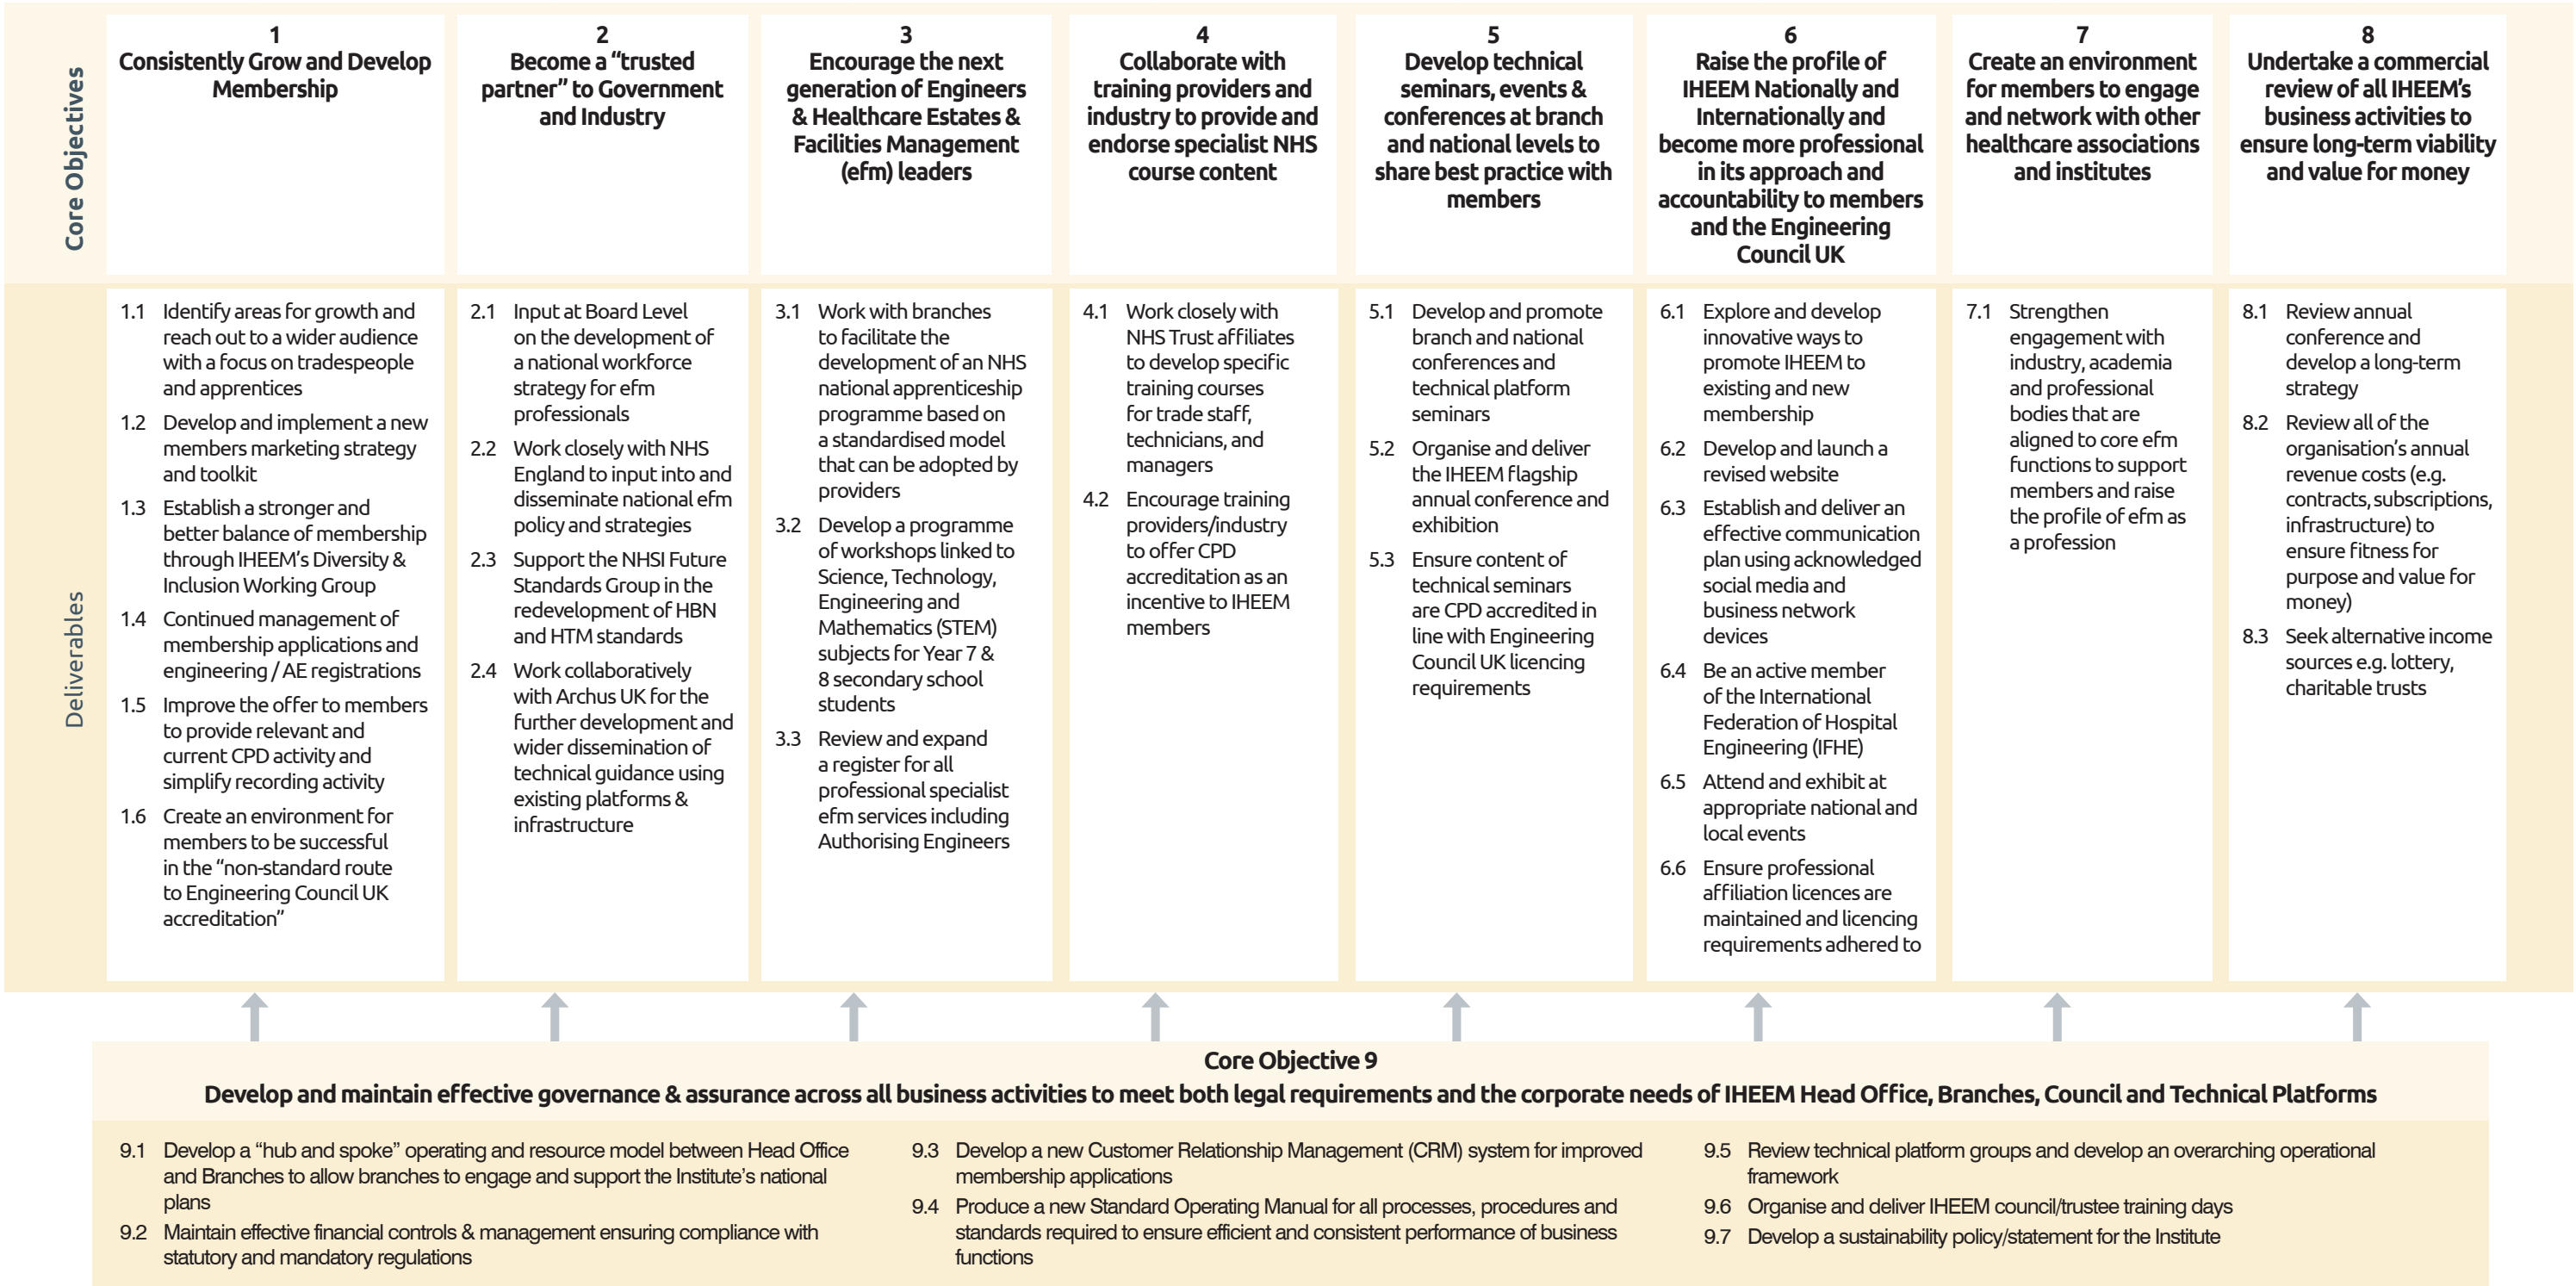 Core Objectives
1
Consistently Grow and Develop
Membership
2
Become a “trusted
partner” to Government
and Industry
3
Encourage the next
generation of Engineers
& Healthcare Estates &
Facilities Management
(efm) leaders
4
Collaborate with
training providers and
industry to provide and
endorse specialist NHS
course content
5
Develop technical
seminars, events &
conferences at branch
and national levels to
share best practice with
members
6
Raise the profile of
IHEEM Nationally and
Internationally and
become more professional
in its approach and
accountability to members
and the Engineering
Council UK
7
Create an environment
for members to engage
and network with other
healthcare associations
and institutes
8
Undertake a commercial
review of all IHEEM’s
business activities to
ensure long-term viability
and value for money
Deliverables
1.1 Identify areas for growth and
reach out to a wider audience
with a focus on tradespeople
and apprentices
1.2 Develop and implement a new
members marketing strategy
and toolkit
1.3 Establish a stronger and
better balance of membership
through IHEEM’s Diversity &
Inclusion Working Group
1.4 Continued management of
membership applications and
engineering / AE registrations
1.5 Improve the offer to members
to provide relevant and
current CPD activity and
simplify recording activity
1.6 Create an environment for
members to be successful
in the “non-standard route
to Engineering Council UK
accreditation”
2.1 Input at Board Level
on the development of
a national workforce
strategy for efm
professionals
2.2 Work closely with NHS
England to input into and
disseminate national efm
policy and strategies
2.3 Support the NHSI Future
Standards Group in the
redevelopment of HBN
and HTM standards
2.4 Work collaboratively
with Archus UK for the
further development and
wider dissemination of
technical guidance using
existing platforms &
infrastructure
3.1 Work with branches
to facilitate the
development of an NHS
national apprenticeship
programme based on
a standardised model
that can be adopted by
providers
3.2 Develop a programme
of workshops linked to
Science, Technology,
Engineering and
Mathematics (STEM)
subjects for Year 7 &
8 secondary school
students
3.3 Review and expand
a register for all
professional specialist
efm services including
Authorising Engineers
4.1 Work closely with
NHS Trust affiliates
to develop specific
training courses
for trade staff,
technicians, and
managers
4.2 Encourage training
providers/industry
to offer CPD
accreditation as an
incentive to IHEEM
members
5.1 Develop and promote
branch and national
conferences and
technical platform
seminars
5.2 Organise and deliver
the IHEEM flagship
annual conference and
exhibition
5.3 Ensure content of
technical seminars
are CPD accredited in
line with Engineering
Council UK licencing
requirements
6.1 Explore and develop
innovative ways to
promote IHEEM to
existing and new
membership
6.2 Develop and launch a
revised website
6.3 Establish and deliver an
effective communication
plan using acknowledged
social media and
business network
devices
6.4 Be an active member
of the International
Federation of Hospital
Engineering (IFHE)
6.5 Attend and exhibit at
appropriate national and
local events
6.6 Ensure professional
affiliation licences are
maintained and licencing
requirements adhered to
7.1 Strengthen
engagement with
industry, academia
and professional
bodies that are
aligned to core efm
functions to support
members and raise
the profile of efm as
a profession
8.1 Review annual
conference and
develop a long-term
strategy
8.2 Review all of the
organisation’s annual
revenue costs (e.g.
contracts, subscriptions,
infrastructure) to
ensure fitness for
purpose and value for
money)
8.3 Seek alternative income
sources e.g. lottery,
charitable trusts
Core Objective 9
Develop and maintain effective governance & assurance across all business activities to meet both legal requirements and the corporate needs of IHEEM Head Office, Branches, Council and Technical Platforms
9.1 Develop a “hub and spoke” operating and resource model between Head Office
and Branches to allow branches to engage and support the Institute’s national
plans
9.2 Maintain effective financial controls & management ensuring compliance with
statutory and mandatory regulations
9.3 Develop a new Customer Relationship Management (CRM) system for improved
membership applications
9.4 Produce a new Standard Operating Manual for all processes, procedures and
standards required to ensure efficient and consistent performance of business
functions
9.5 Review technical platform groups and develop an overarching operational
framework
9.6 Organise and deliver IHEEM council/trustee training days
9.7 Develop a sustainability policy/statement for the Institute